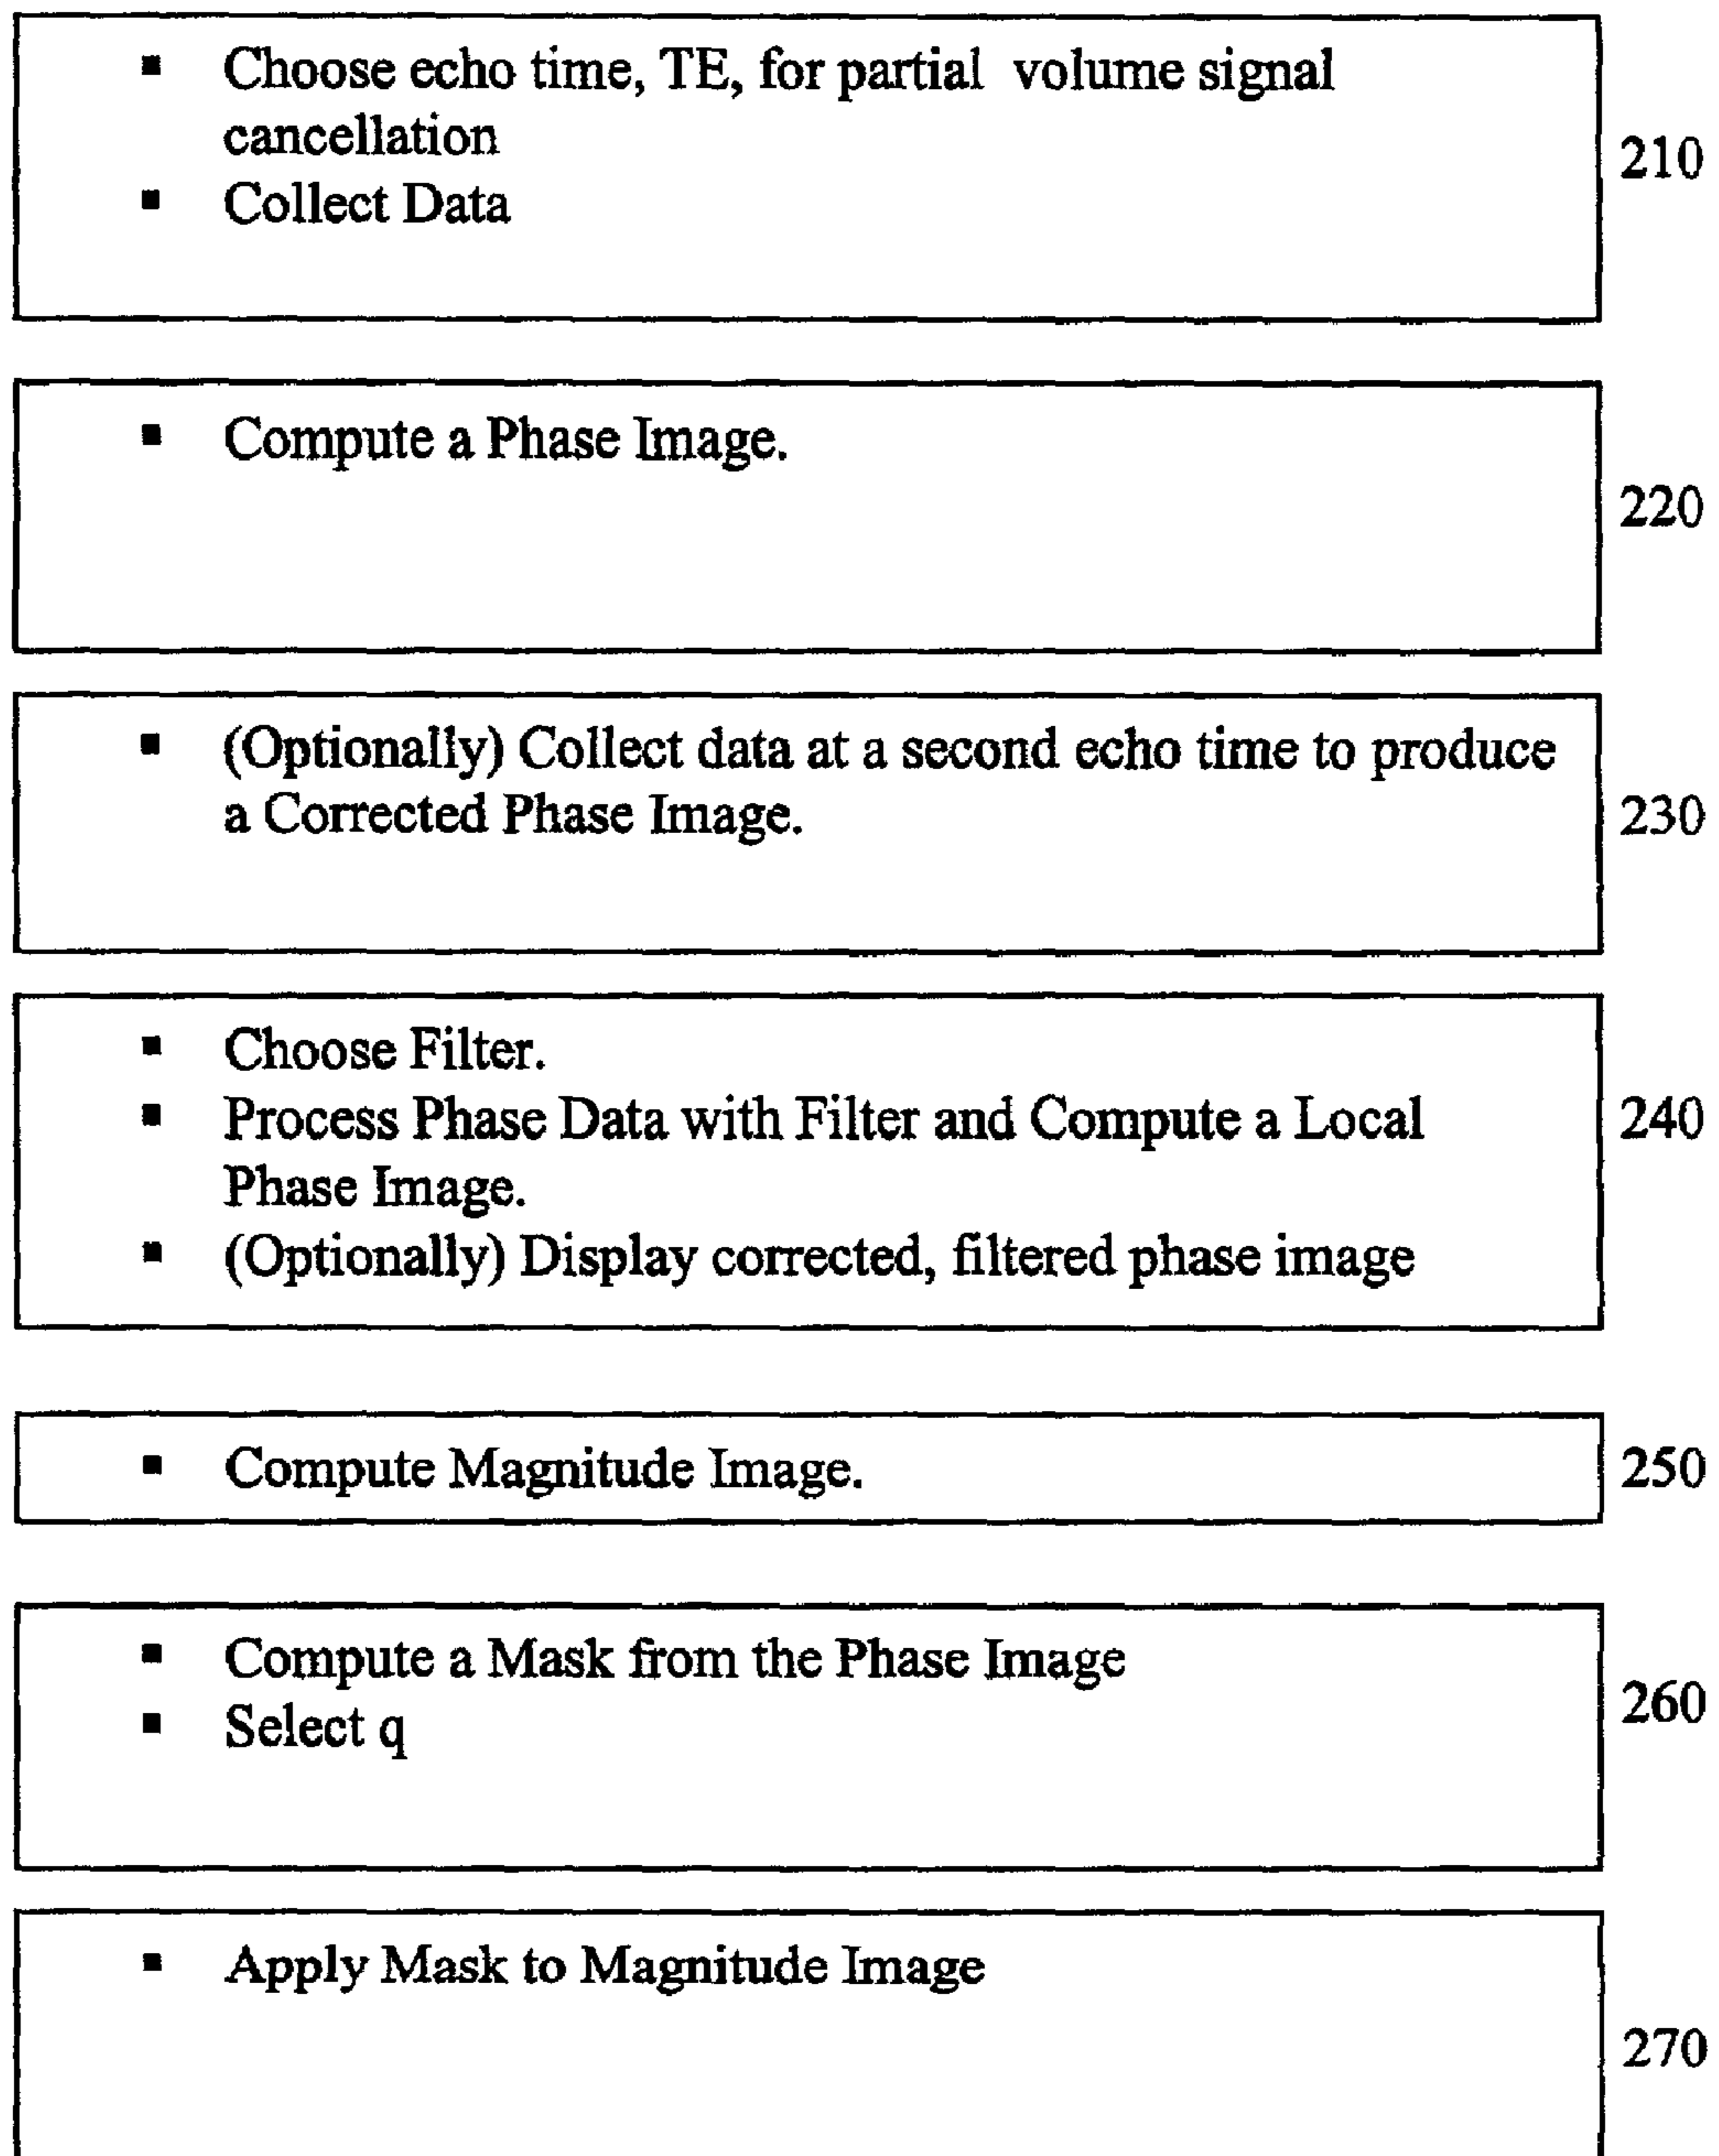 ▪ Choose echo time, TE, for partial volume signal
cancellation
▪ Collect Data
210
▪ Compute a Phase Image.
220
▪ (Optionally) Collect data at a second echo time to produce
a Corrected Phase Image.
230
▪ Choose Filter.
▪ Process Phase Data with Filter and Compute a Local
Phase Image.
▪ (Optionally) Display corrected, filtered phase image
240
▪ Compute Magnitude Image.
250
▪ Compute a Mask from the Phase Image
▪ Select q
260
▪ Apply Mask to Magnitude Image
270